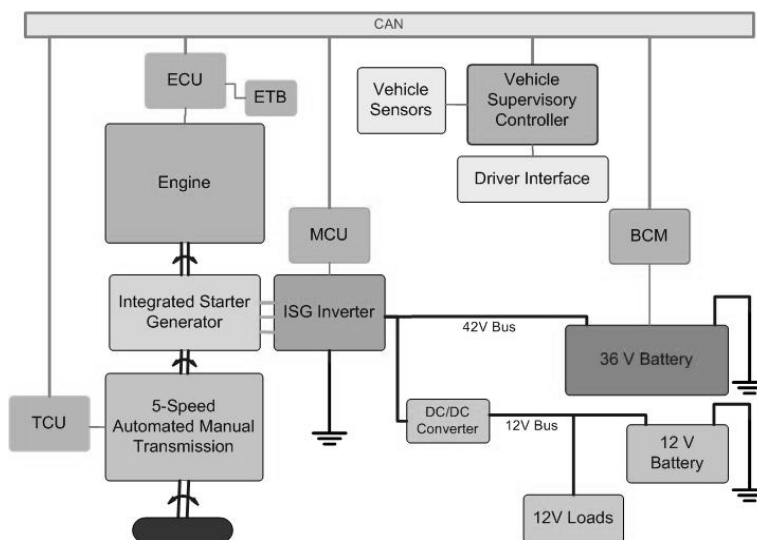 CAN
ECU
ETB
Vehicle
Sensors
Vehicle
Supervisory
Controller
Engine
Driver Interface
MCU
BCM
Integrated Starter
Generator
ISG Inverter
42V Bus
36 V Battery
TCU
5-Speed
Automated Manual
Transmission
DC/DC
Converter
12V Bus
12 V
Battery
12V Loads